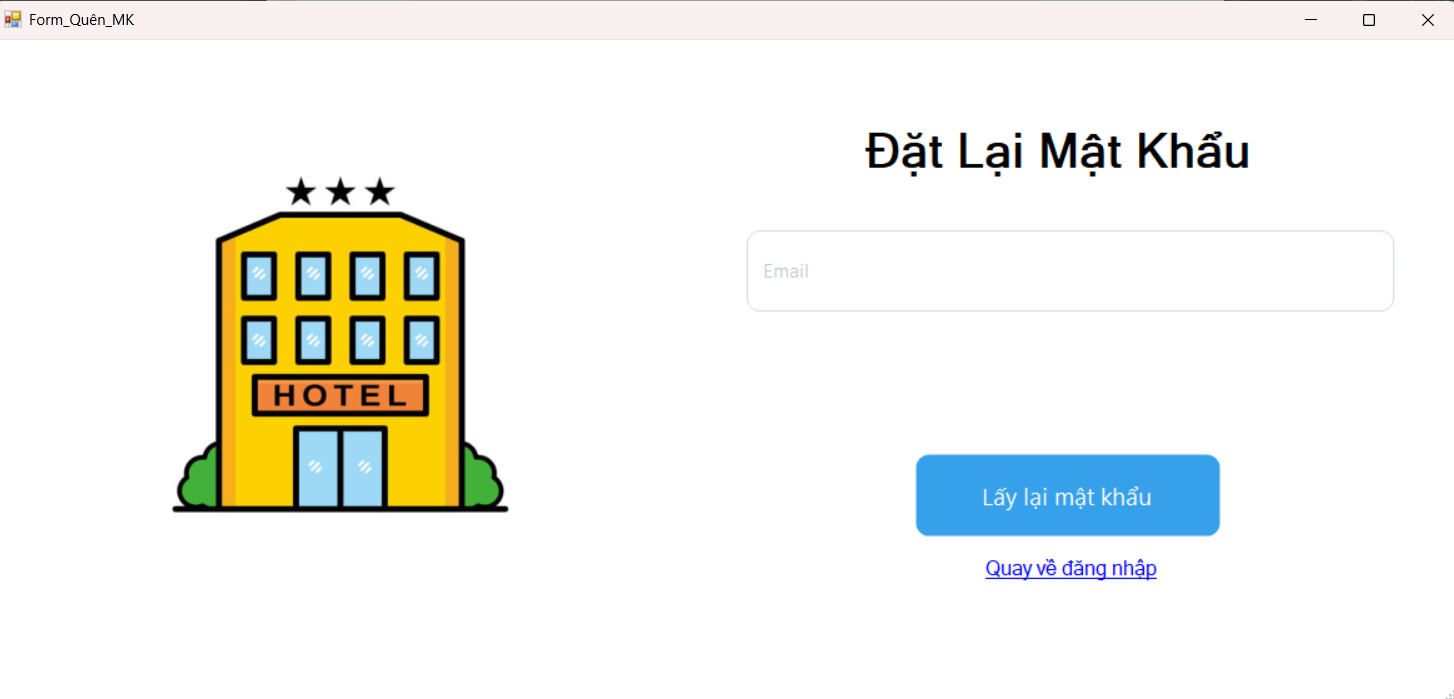 Form_Quên_MK
Đặt Lại Mật Khẩu
Email
HOTEL
Lấy lại mật khẩu
Quay về đăng nhập